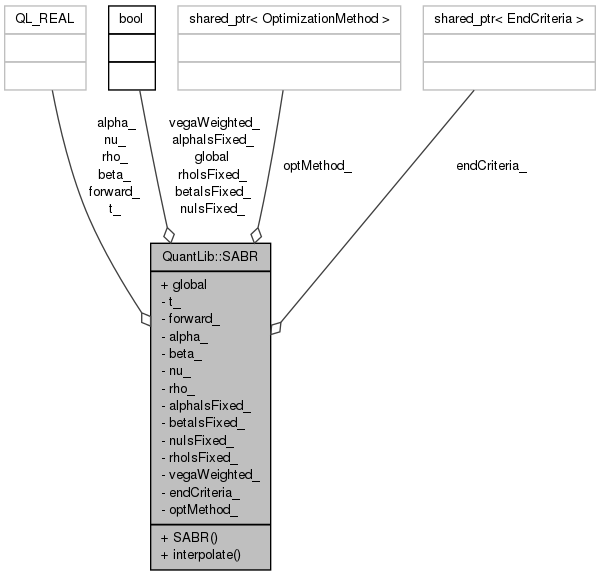 QL_REAL
bool
shared_ptr< OptimizationMethod >
shared_ptr< EndCriteria >
alpha_
nu_
rho_
beta_
forward_
t_
vegaWeighted_
alphaIsFixed_
global
rhoIsFixed_
betaIsFixed_
nuIsFixed_
optMethod_
endCriteria_
QuantLib::SABR
+ global
- t_
- forward_
- alpha_
- beta_
- nu_
- rho_
- alphaIsFixed_
- betaIsFixed_
- nuIsFixed_
- rhoIsFixed_
- vegaWeighted_
- endCriteria_
- optMethod_
+ SABR()
+ interpolate()